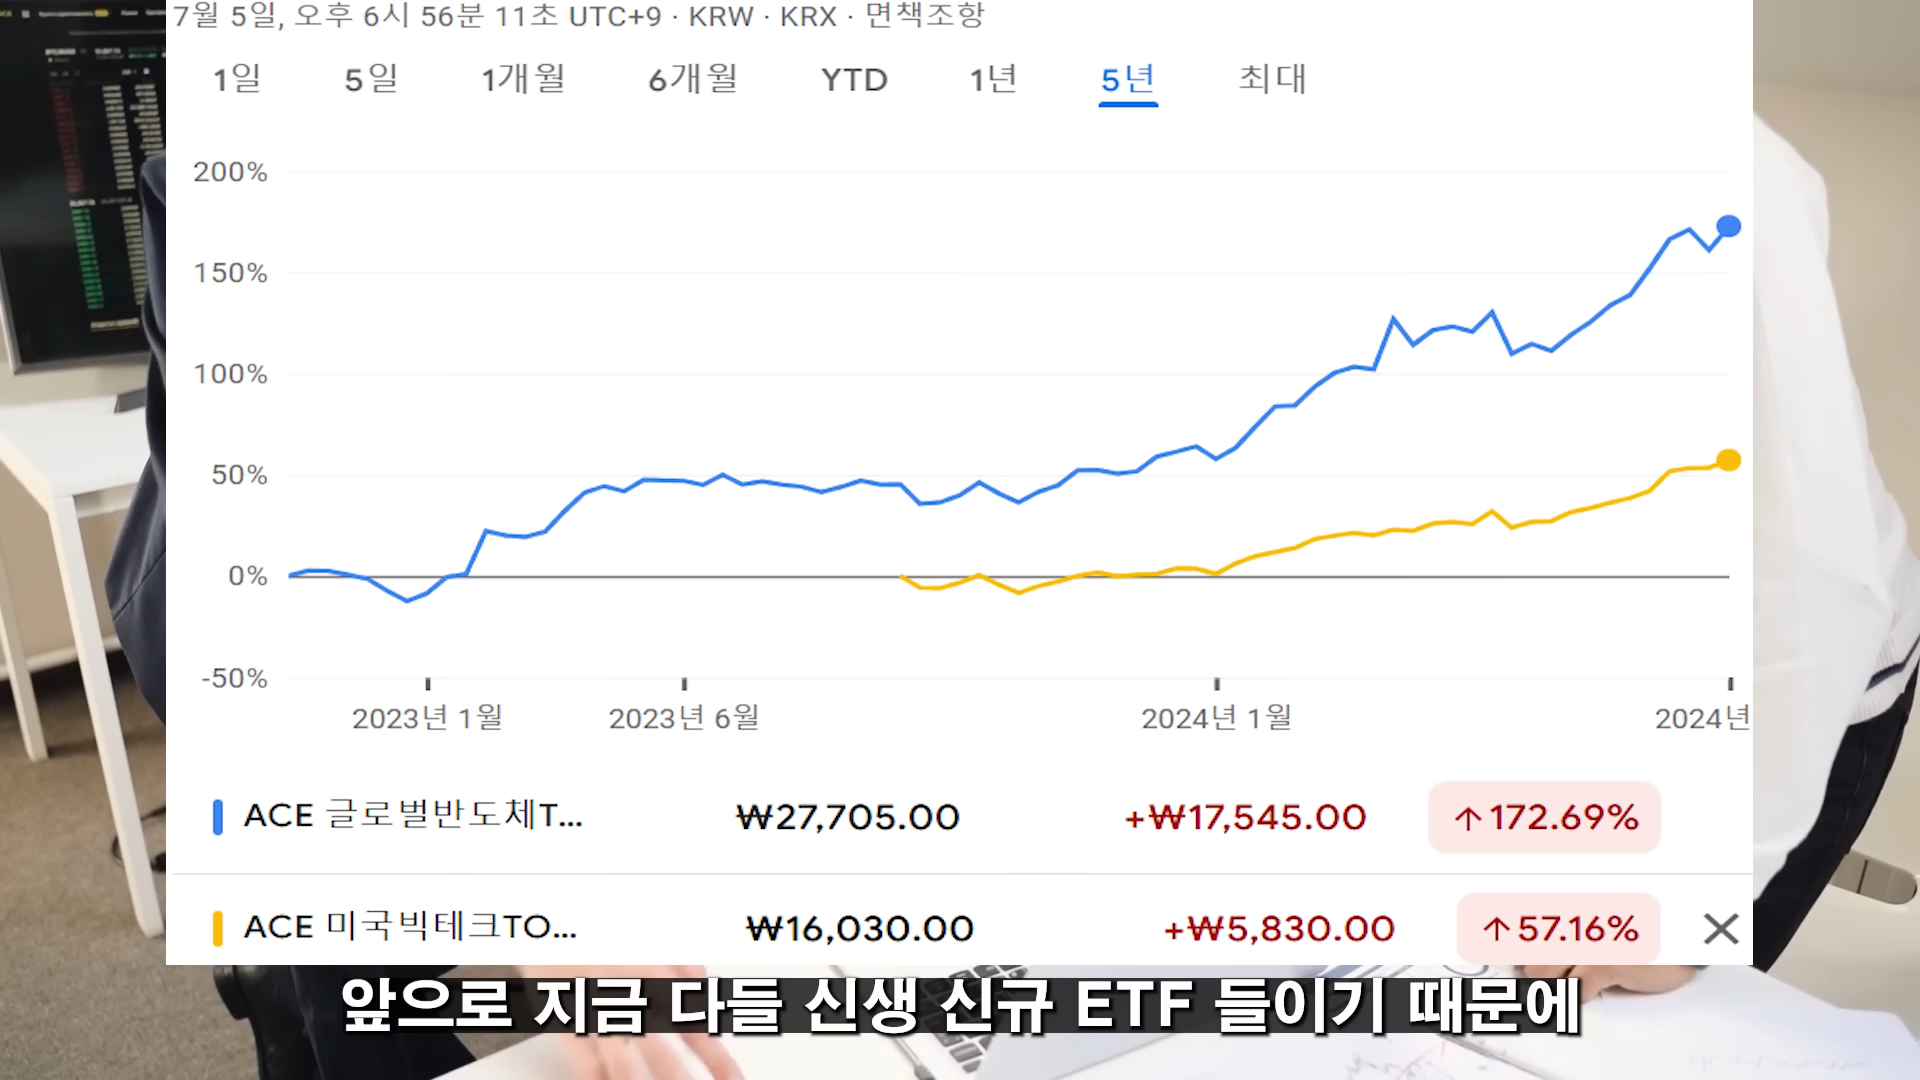 7월 5일, 오후 6시 56분 11초 UTC+9 · KRW · KRX · 면책조항
1일 5일 1개월 6개월 YTD 1년 5년 최대
200%
150%
100%
50%
0%
-50%
2023년 1월 2023년 6월 2024년 1월 2024년
ACE 글로벌반도체T... ₩27,705.00 +₩17,545.00 ↑172.69%
ACE 미국빅테크TO... ₩16,030.00 +₩5,830.00 ↑57.16%
앞으로 지금 다들 신생 신규 ETF 들이기 때문에